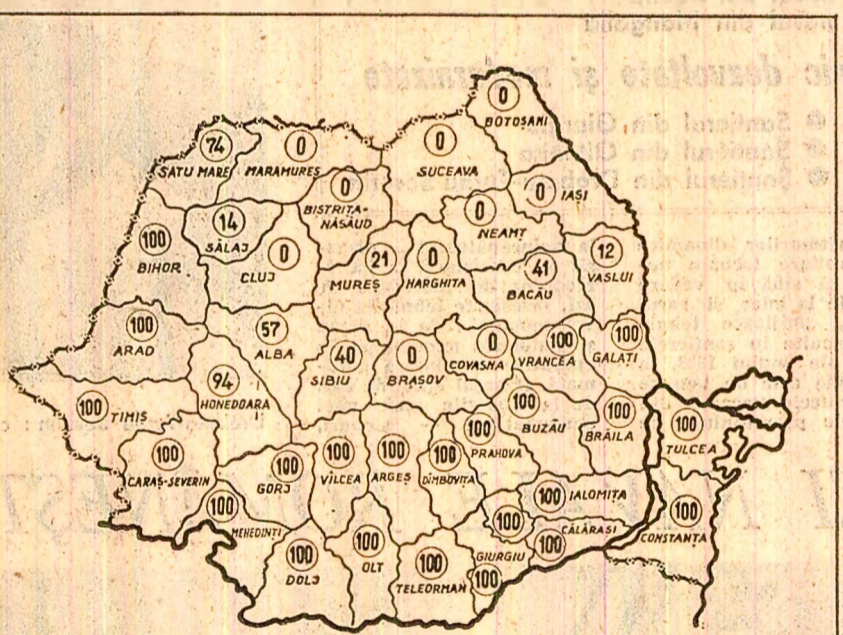 0
BOTOSANI
74
SATU MARE
0
MARAMUREȘ
0
SUCEAVA
0
BISTRIȚA-
NĂSĂUD
0
IAȘI
0
NEAMȚ
14
SĂLAJ
100
BIHOR
0
CLUJ
21
MUREȘ
0
HARGHITA
41
BACĂU
12
VASLUI
100
ARAD
57
ALBA
40
SIBIU
0
BRAȘOV
0
COVASNA
100
VRANCEA
100
GALAȚI
94
HUNEDOARA
100
TIMIȘ
100
BUZĂU
100
BRĂILA
100
TULCEA
100
CARAȘ-SEVERIN
100
GORJ
100
VÎLCEA
100
ARGEȘ
100
DÎMBOVIȚA
100
PRAHOVA
100
IALOMIȚA
100
MEHEDINȚI
100
100
CĂLĂRAȘI
100
CONSTANȚA
100
DOLJ
100
OLT
100
TELEORMAN
GIURGIU
100